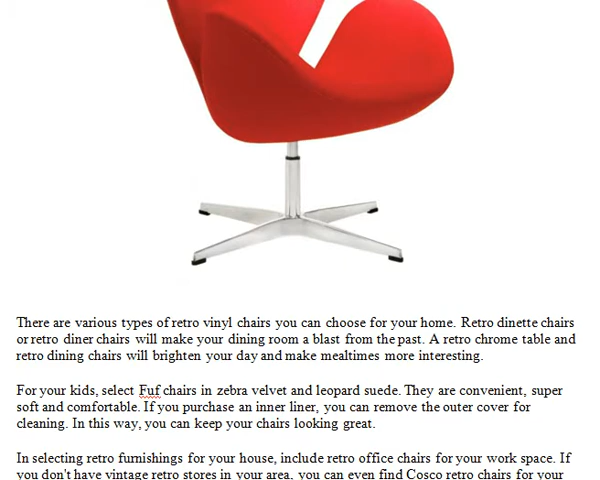 There are various types of retro vinyl chairs you can choose for your home. Retro dinette chairs
or retro diner chairs will make your dining room a blast from the past. A retro chrome table and
retro dining chairs will brighten your day and make mealtimes more interesting.
For your kids, select Fuf chairs in zebra velvet and leopard suede. They are convenient, super
soft and comfortable. If you purchase an inner liner, you can remove the outer cover for
cleaning. In this way, you can keep your chairs looking great.
In selecting retro furnishings for your house, include retro office chairs for your work space. If
you don't have vintage retro stores in your area, you can even find Cosco retro chairs for your